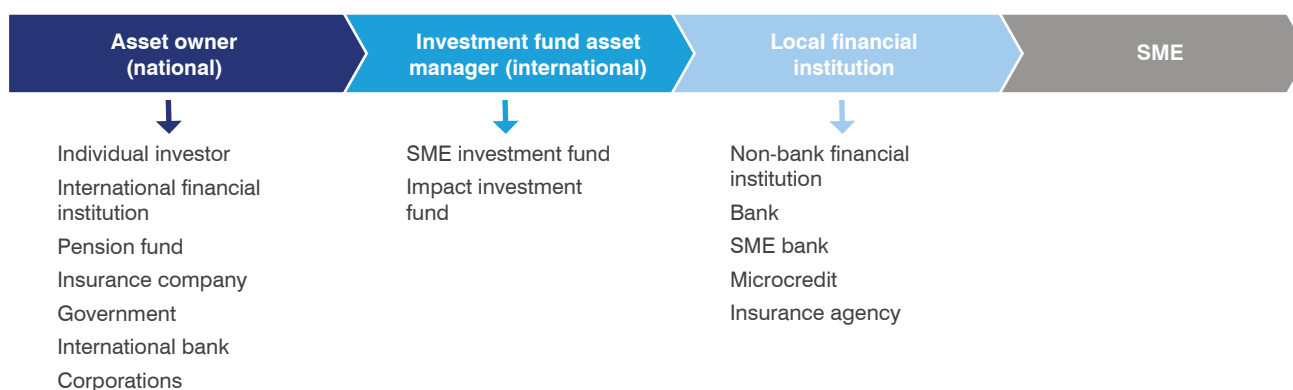 Asset owner
(national)
Investment fund asset
manager (international)
Local financial
institution
SME
Individual investor
International financial
institution
Pension fund
Insurance company
Government
International bank
Corporations
SME investment fund
Impact investment
fund
Non-bank financial
institution
Bank
SME bank
Microcredit
Insurance agency